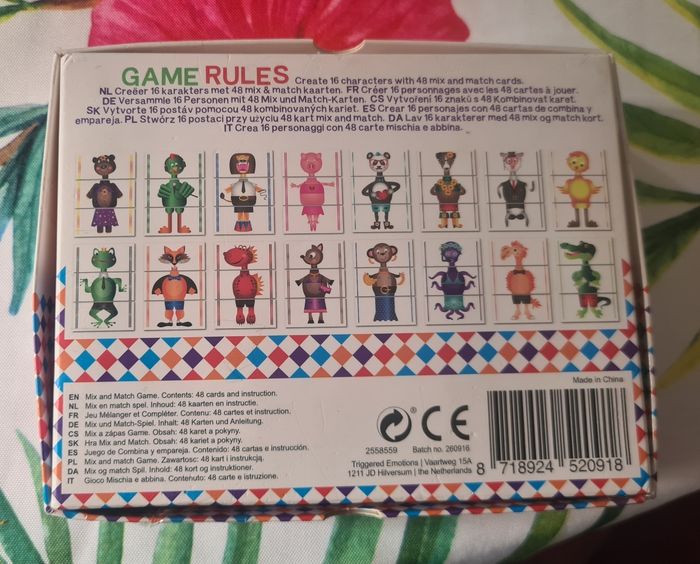 GAME RULES Create 16 characters with 48 mix and match cards.
NL Creëer 16 karakters met 48 mix & match kaarten. FR Créer 16 personnages avec les 48 cartes à jouer.
DE Versammle 16 Personen mit 48 Mix und Match-Karten. CS Vytvoření 16 znaků s 48 Kombinovat karet.
SK Vytvorte 16 postáv pomocou 48 kombinovaných kariet. ES Crear 16 personajes con 48 cartas de combina y
empareja. PL Stwórz 16 postaci przy użyciu 48 kart mix and match. DA Lav 16 karakterer med 48 mix og match kort.
IT Crea 16 personaggi con 48 carte mischia e abbina.
Made in China
EN Mix and Match Game. Contents: 48 cards and instruction.
NL Mix en match spel. Inhoud: 48 kaarten en instructie.
FR Jeu Mélanger et Compléter. Contenu: 48 cartes et instruction.
DE Mix und Match-Spiel. Inhalt: 48 Karten und Anleitung.
CS Mix a zápas Game. Obsah: 48 karet a pokyny.
SK Hra Mix and Match. Obsah: 48 kariet a pokyny.
ES Juego de Combina y empareja. Contenido: 48 cartas e instrucción.
PL Mix and match Game. Zawartosc: 48 kart i instrukcją.
DA Mix og match Spil. Inhold: 48 kort og instruktioner.
IT Gioco Mischia e abbina. Contenuto: 48 carte e istruzione.
® CE
2558559 Batch no. 260916
Triggered Emotions | Vaartweg 15A
1211 JD Hilversum | the Netherlands
8 718924 520918